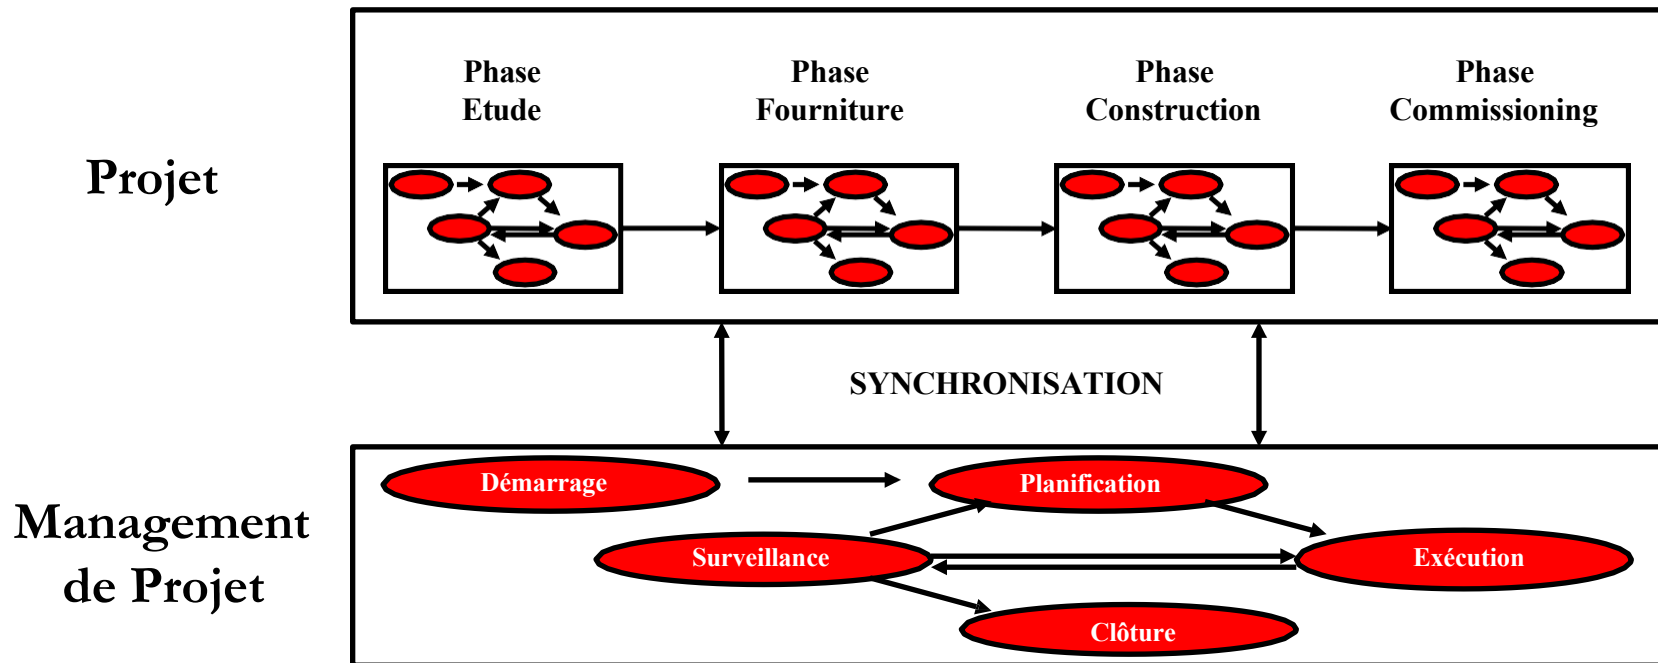 Phase
Etude
Phase
Fourniture
Phase
Construction
Phase
Commissioning
Projet
SYNCHRONISATION
Management
de Projet
Démarrage
Planification
Surveillance
Exécution
Clôture